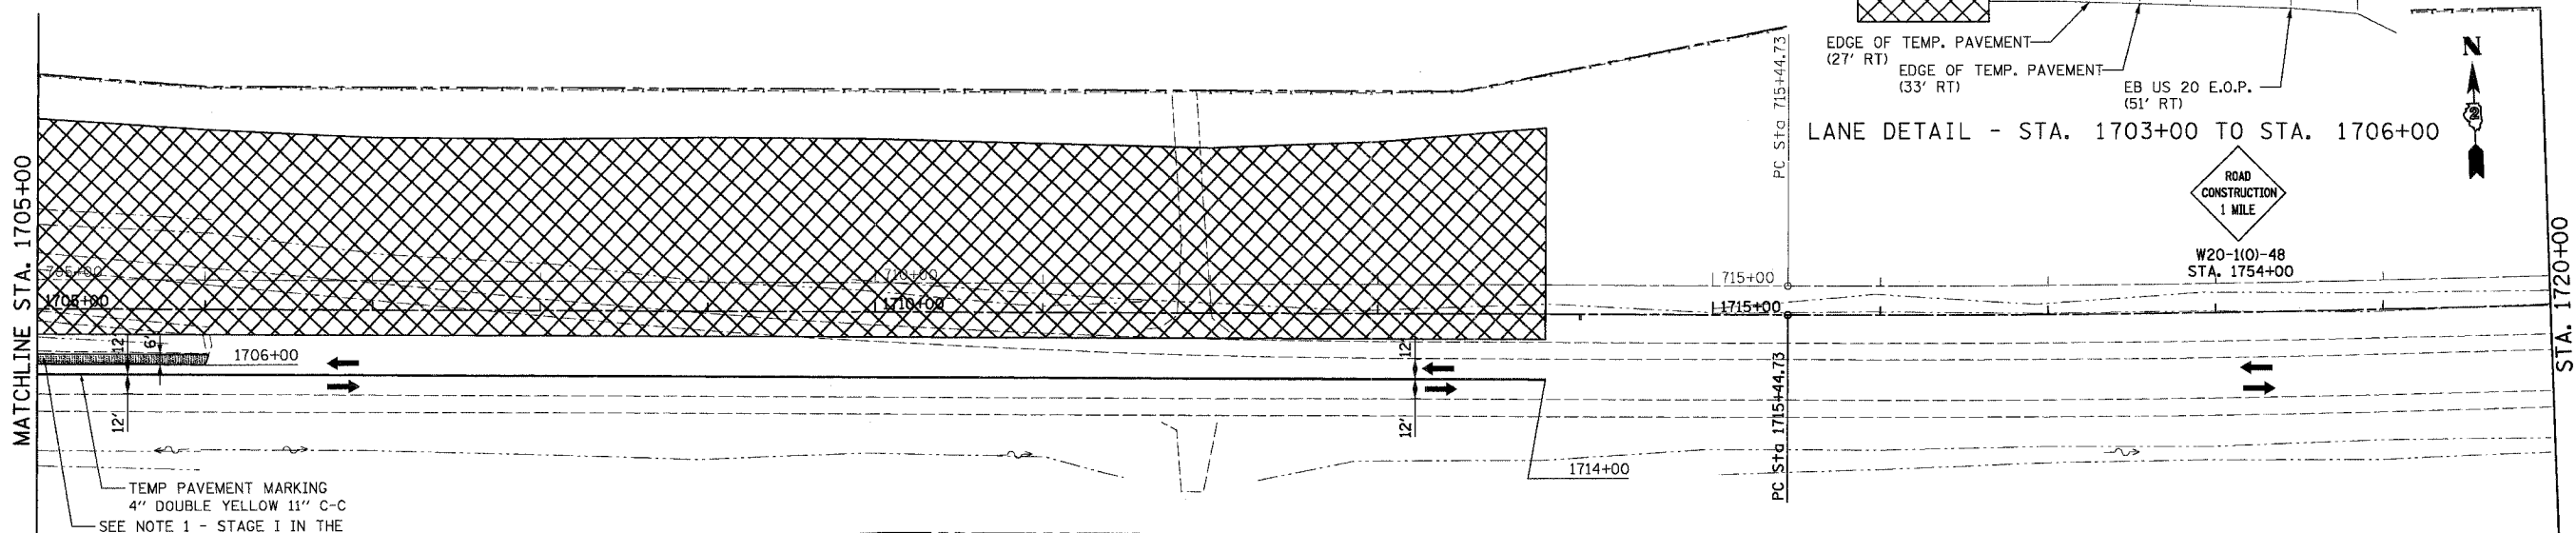 EDGE OF TEMP. PAVEMENT
(27' RT)
EDGE OF TEMP. PAVEMENT
(33' RT)
EB US 20 E.O.P.
(51' RT)
N
LANE DETAIL - STA. 1703+00 TO STA. 1706+00
ROAD
CONSTRUCTION
1 MILE
W20-1(O)-48
STA. 1754+00
MATCHLINE STA. 1705+00
STA. 1720+00
PC Sta 715+44.73
705+00
710+00
715+00
1705+00
1710+00
1715+00
12'
6'
1706+00
12'
12'
12'
1714+00
PC Sta 1715+44.73
TEMP PAVEMENT MARKING
4" DOUBLE YELLOW 11" C-C
SEE NOTE 1 - STAGE I IN THE